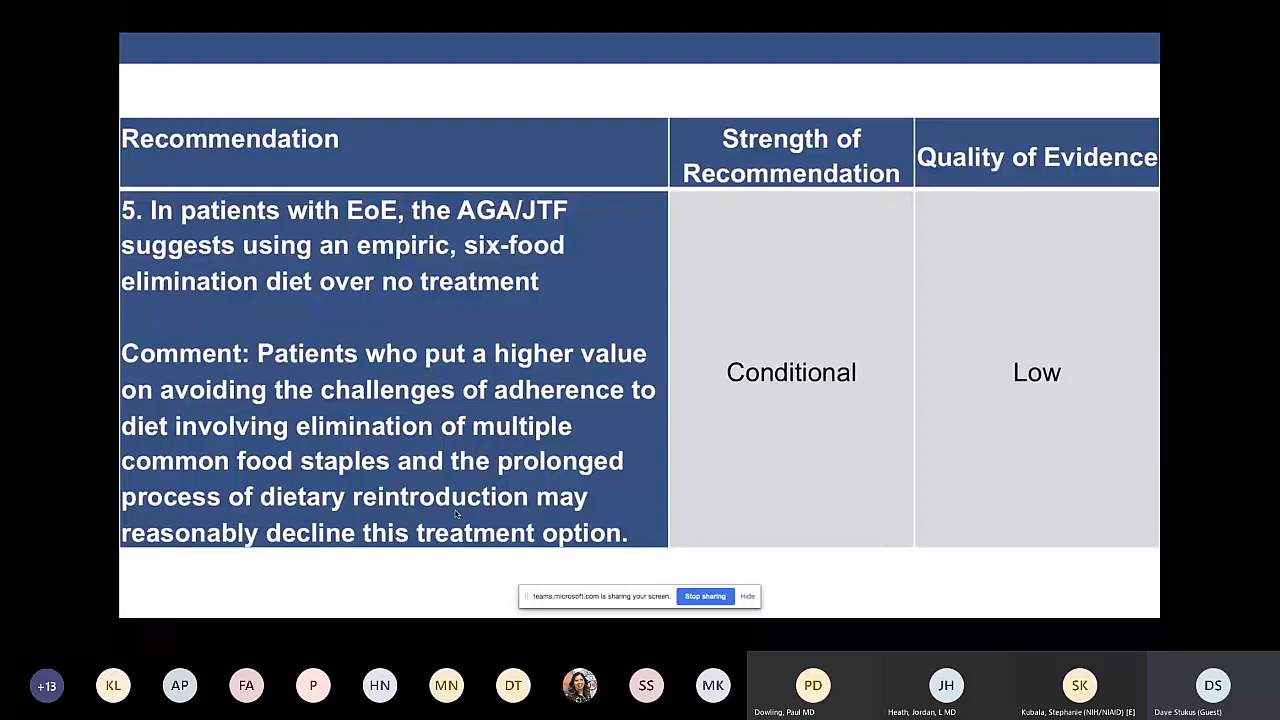 Recommendation
Strength of
Recommendation
Quality of Evidence
5. In patients with EoE, the AGA/JTF
suggests using an empiric, six-food
elimination diet over no treatment
Comment: Patients who put a higher value
on avoiding the challenges of adherence to
diet involving elimination of multiple
common food staples and the prolonged
process of dietary reintroduction may
reasonably decline this treatment option.
Conditional
Low
teams.microsoft.com is sharing your screen.
Stop sharing
Hide
+13
KL
AP
FA
P
HN
MN
DT
SS
MK
PD
JH
SK
DS
Dowling, Paul MD
Heath, Jordan, L MD
Kubala, Stephanie (NIH/NIAID) [E]
Dave Stukus (Guest)